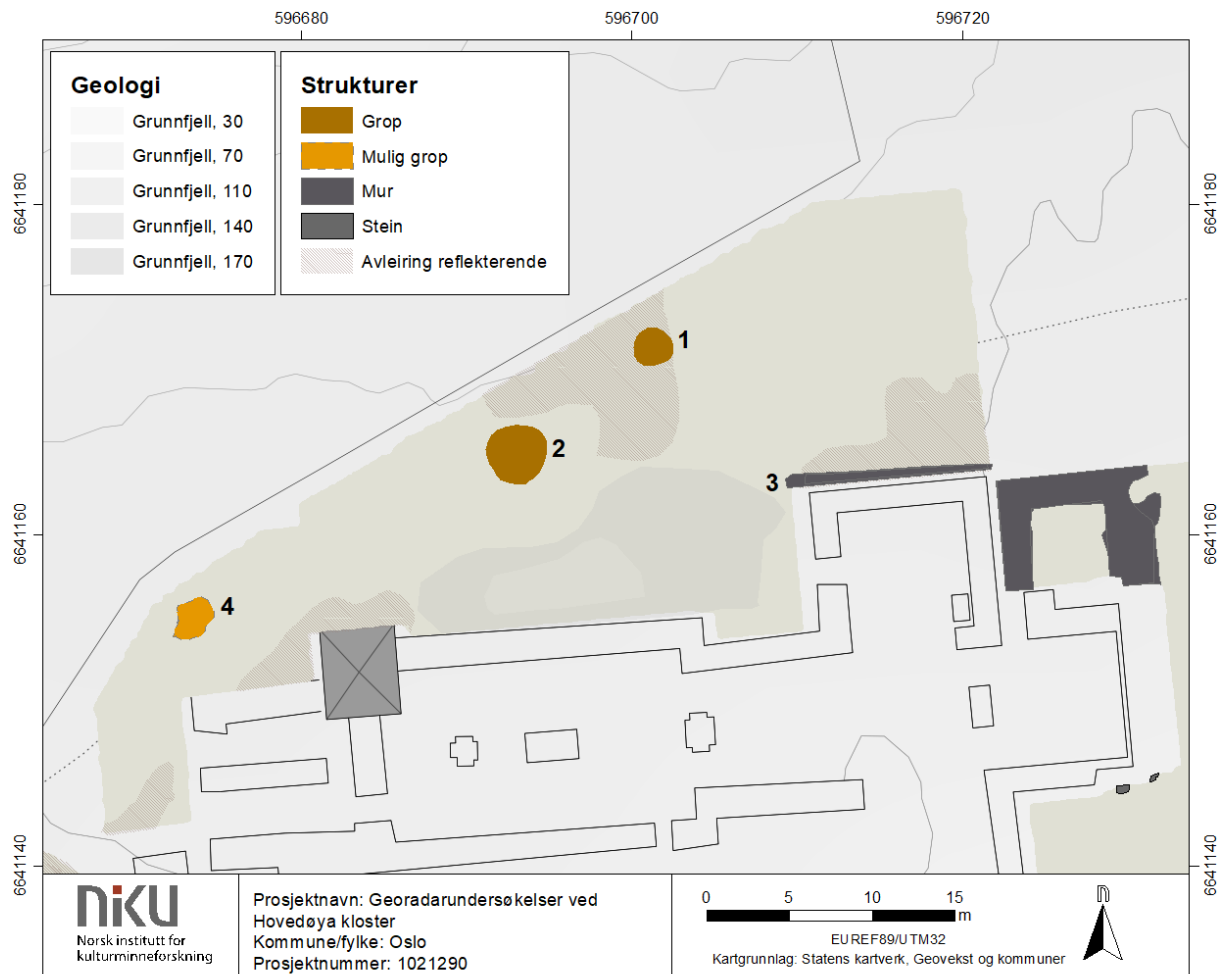 596680
596700
596720
Geologi
Grunnfjell, 30
Grunnfjell, 70
Grunnfjell, 110
Grunnfjell, 140
Grunnfjell, 170
Strukturer
Grop
Mulig grop
Mur
Stein
Avleiring reflekterende
6641180
6641180
1
2
3
6641160
6641160
4
6641140
6641140
niku
Norsk institutt for
kulturminneforskning
Prosjektnavn: Georadarundersøkelser ved
Hovedøya kloster
Kommune/fylke: Oslo
Prosjektnummer: 1021290
0 5 10 15
m
EUREF89/UTM32
Kartgrunnlag: Statens kartverk, Geovekst og kommuner
n